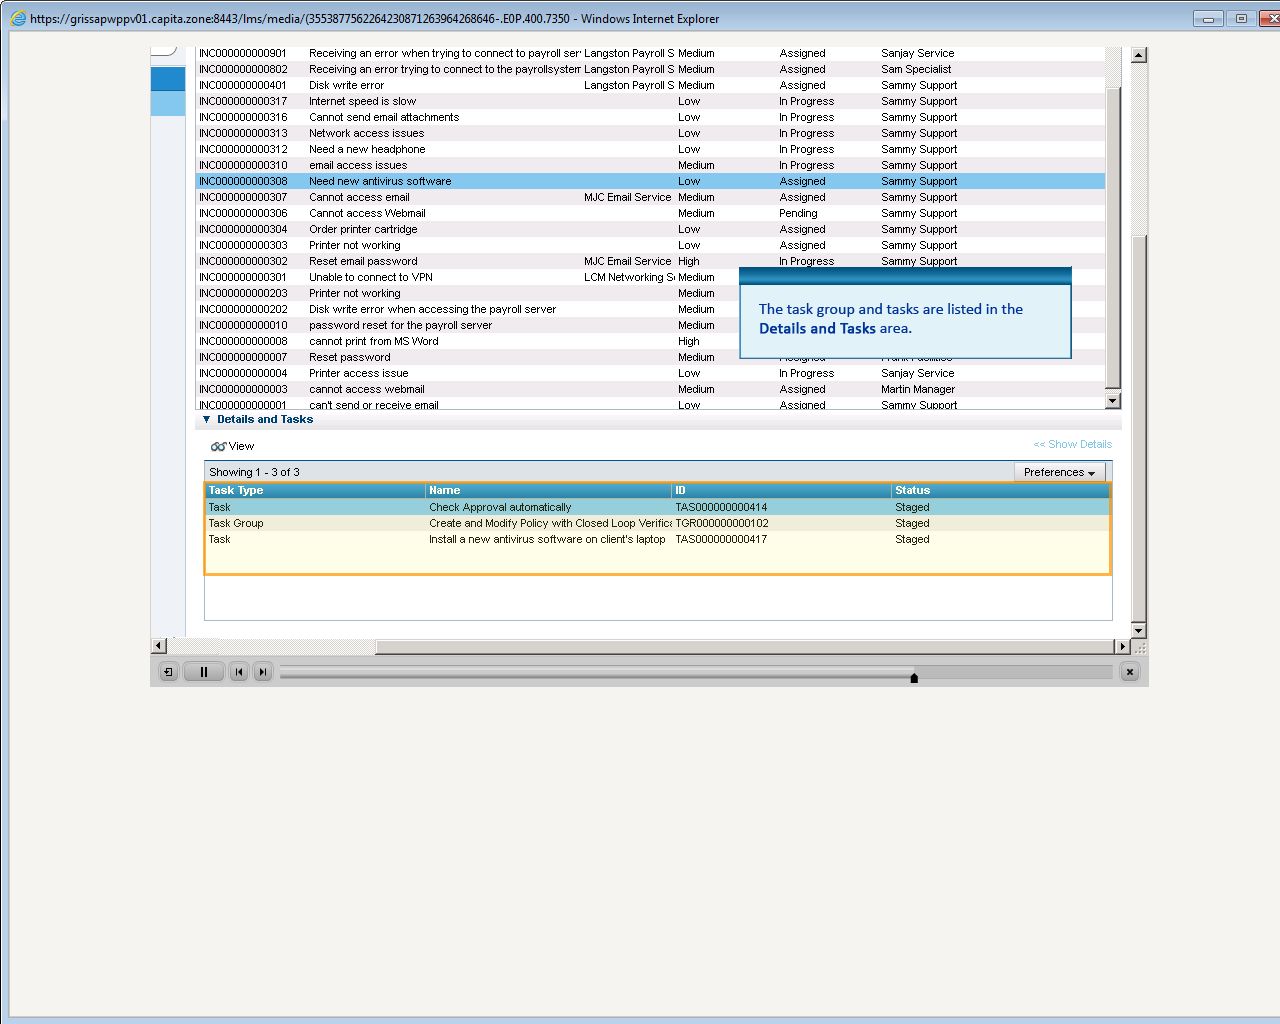 https://grissapwppv01.capita.zone:8443/lms/media/(3553877562264230871263964268646-.E0P.400.7350 - Windows Internet Explorer
INC000000000901 Receiving an error when trying to connect to payroll ser Langston Payroll S Medium Assigned Sanjay Service
INC000000000802 Receiving an error trying to connect to the payrollsystem Langston Payroll S Medium Assigned Sam Specialist
INC000000000401 Disk write error Langston Payroll S Medium Assigned Sammy Support
INC000000000317 Internet speed is slow Low In Progress Sammy Support
INC000000000316 Cannot send email attachments Low In Progress Sammy Support
INC000000000313 Network access issues Low In Progress Sammy Support
INC000000000312 Need a new headphone Low In Progress Sammy Support
INC000000000310 email access issues Medium In Progress Sammy Support
INC000000000308 Need new antivirus software Low Assigned Sammy Support
INC000000000307 Cannot access email MJC Email Service Medium Assigned Sammy Support
INC000000000306 Cannot access Webmail Medium Pending Sammy Support
INC000000000304 Order printer cartridge Low Assigned Sammy Support
INC000000000303 Printer not working Low Assigned Sammy Support
INC000000000302 Reset email password MJC Email Service High In Progress Sammy Support
INC000000000301 Unable to connect to VPN LCM Networking Se Medium
INC000000000203 Printer not working Medium
INC000000000202 Disk write error when accessing the payroll server Medium
INC000000000010 password reset for the payroll server Medium
INC000000000008 cannot print from MS Word High
INC000000000007 Reset password Medium Assigned Frank Facilities
INC000000000004 Printer access issue Low In Progress Sanjay Service
INC000000000003 cannot access webmail Medium Assigned Martin Manager
INC000000000001 can't send or receive email Low Assigned Sammy Support
The task group and tasks are listed in the
Details and Tasks area.
Details and Tasks
View << Show Details
Showing 1 - 3 of 3 Preferences
Task Type Name ID Status
Task Check Approval automatically TAS000000000414 Staged
Task Group Create and Modify Policy with Closed Loop Verifica TGR000000000102 Staged
Task Install a new antivirus software on client's laptop TAS000000000417 Staged